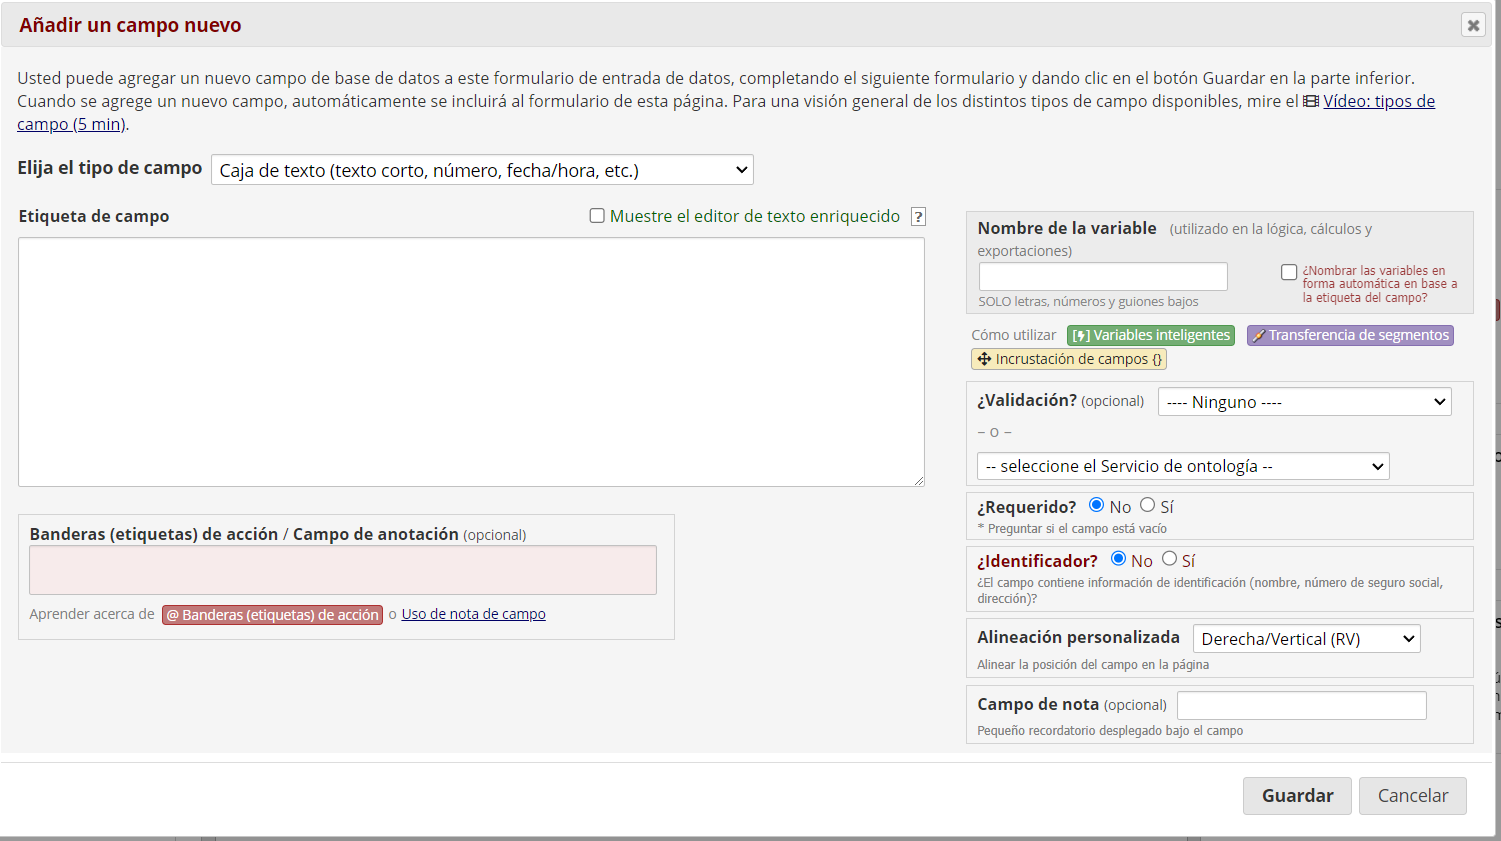 Añadir un campo nuevo
Usted puede agregar un nuevo campo de base de datos a este formulario de entrada de datos, completando el siguiente formulario y dando clic en el botón Guardar en la parte inferior.
Cuando se agrege un nuevo campo, automáticamente se incluirá al formulario de esta página. Para una visión general de los distintos tipos de campo disponibles, mire el Vídeo: tipos de
campo (5 min).
Elija el tipo de campo Caja de texto (texto corto, número, fecha/hora, etc.)
Etiqueta de campo Muestre el editor de texto enriquecido ?
Nombre de la variable (utilizado en la lógica, cálculos y
exportaciones)
¿Nombrar las variables en
forma automática en base a
la etiqueta del campo?
SOLO letras, números y guiones bajos
Cómo utilizar Variables inteligentes Transferencia de segmentos
Incrustación de campos {}
¿Validación? (opcional) ---- Ninguno ----
– o –
-- seleccione el Servicio de ontología --
¿Requerido? No Sí
* Preguntar si el campo está vacío
¿Identificador? No Sí
¿El campo contiene información de identificación (nombre, número de seguro social,
dirección)?
Alineación personalizada Derecha/Vertical (RV)
Alinear la posición del campo en la página
Campo de nota (opcional)
Pequeño recordatorio desplegado bajo el campo
Banderas (etiquetas) de acción / Campo de anotación (opcional)
Aprender acerca de @ Banderas (etiquetas) de acción o Uso de nota de campo
Guardar Cancelar